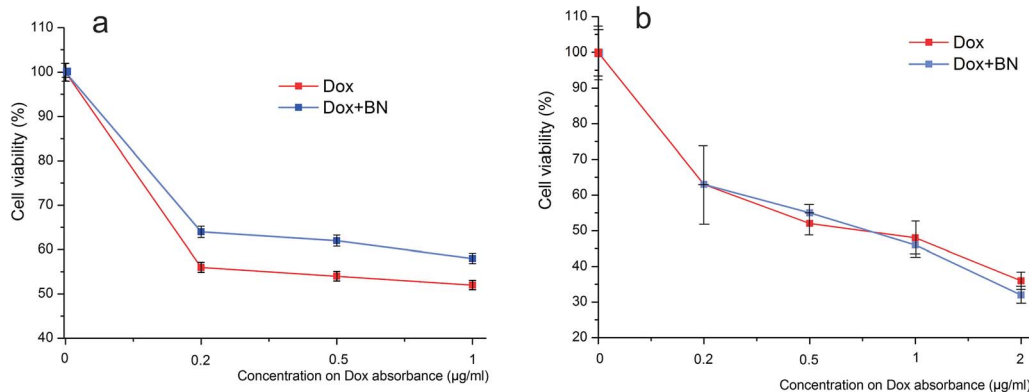 a
110
100
90
80
70
60
50
40
Cell viability (%)
Dox
Dox+BN
0
0.2
0.5
1
Concentration on Dox absorbance (µg/ml)
b
110
100
90
80
70
60
50
40
30
20
Cell viability (%)
Dox
Dox+BN
0
0.2
0.5
1
2
Concentration on Dox absorbance (µg/ml)